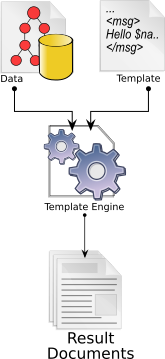 ...
<msg>
Hello $na..
</msg>
Data
Template
Template Engine
Result
Documents